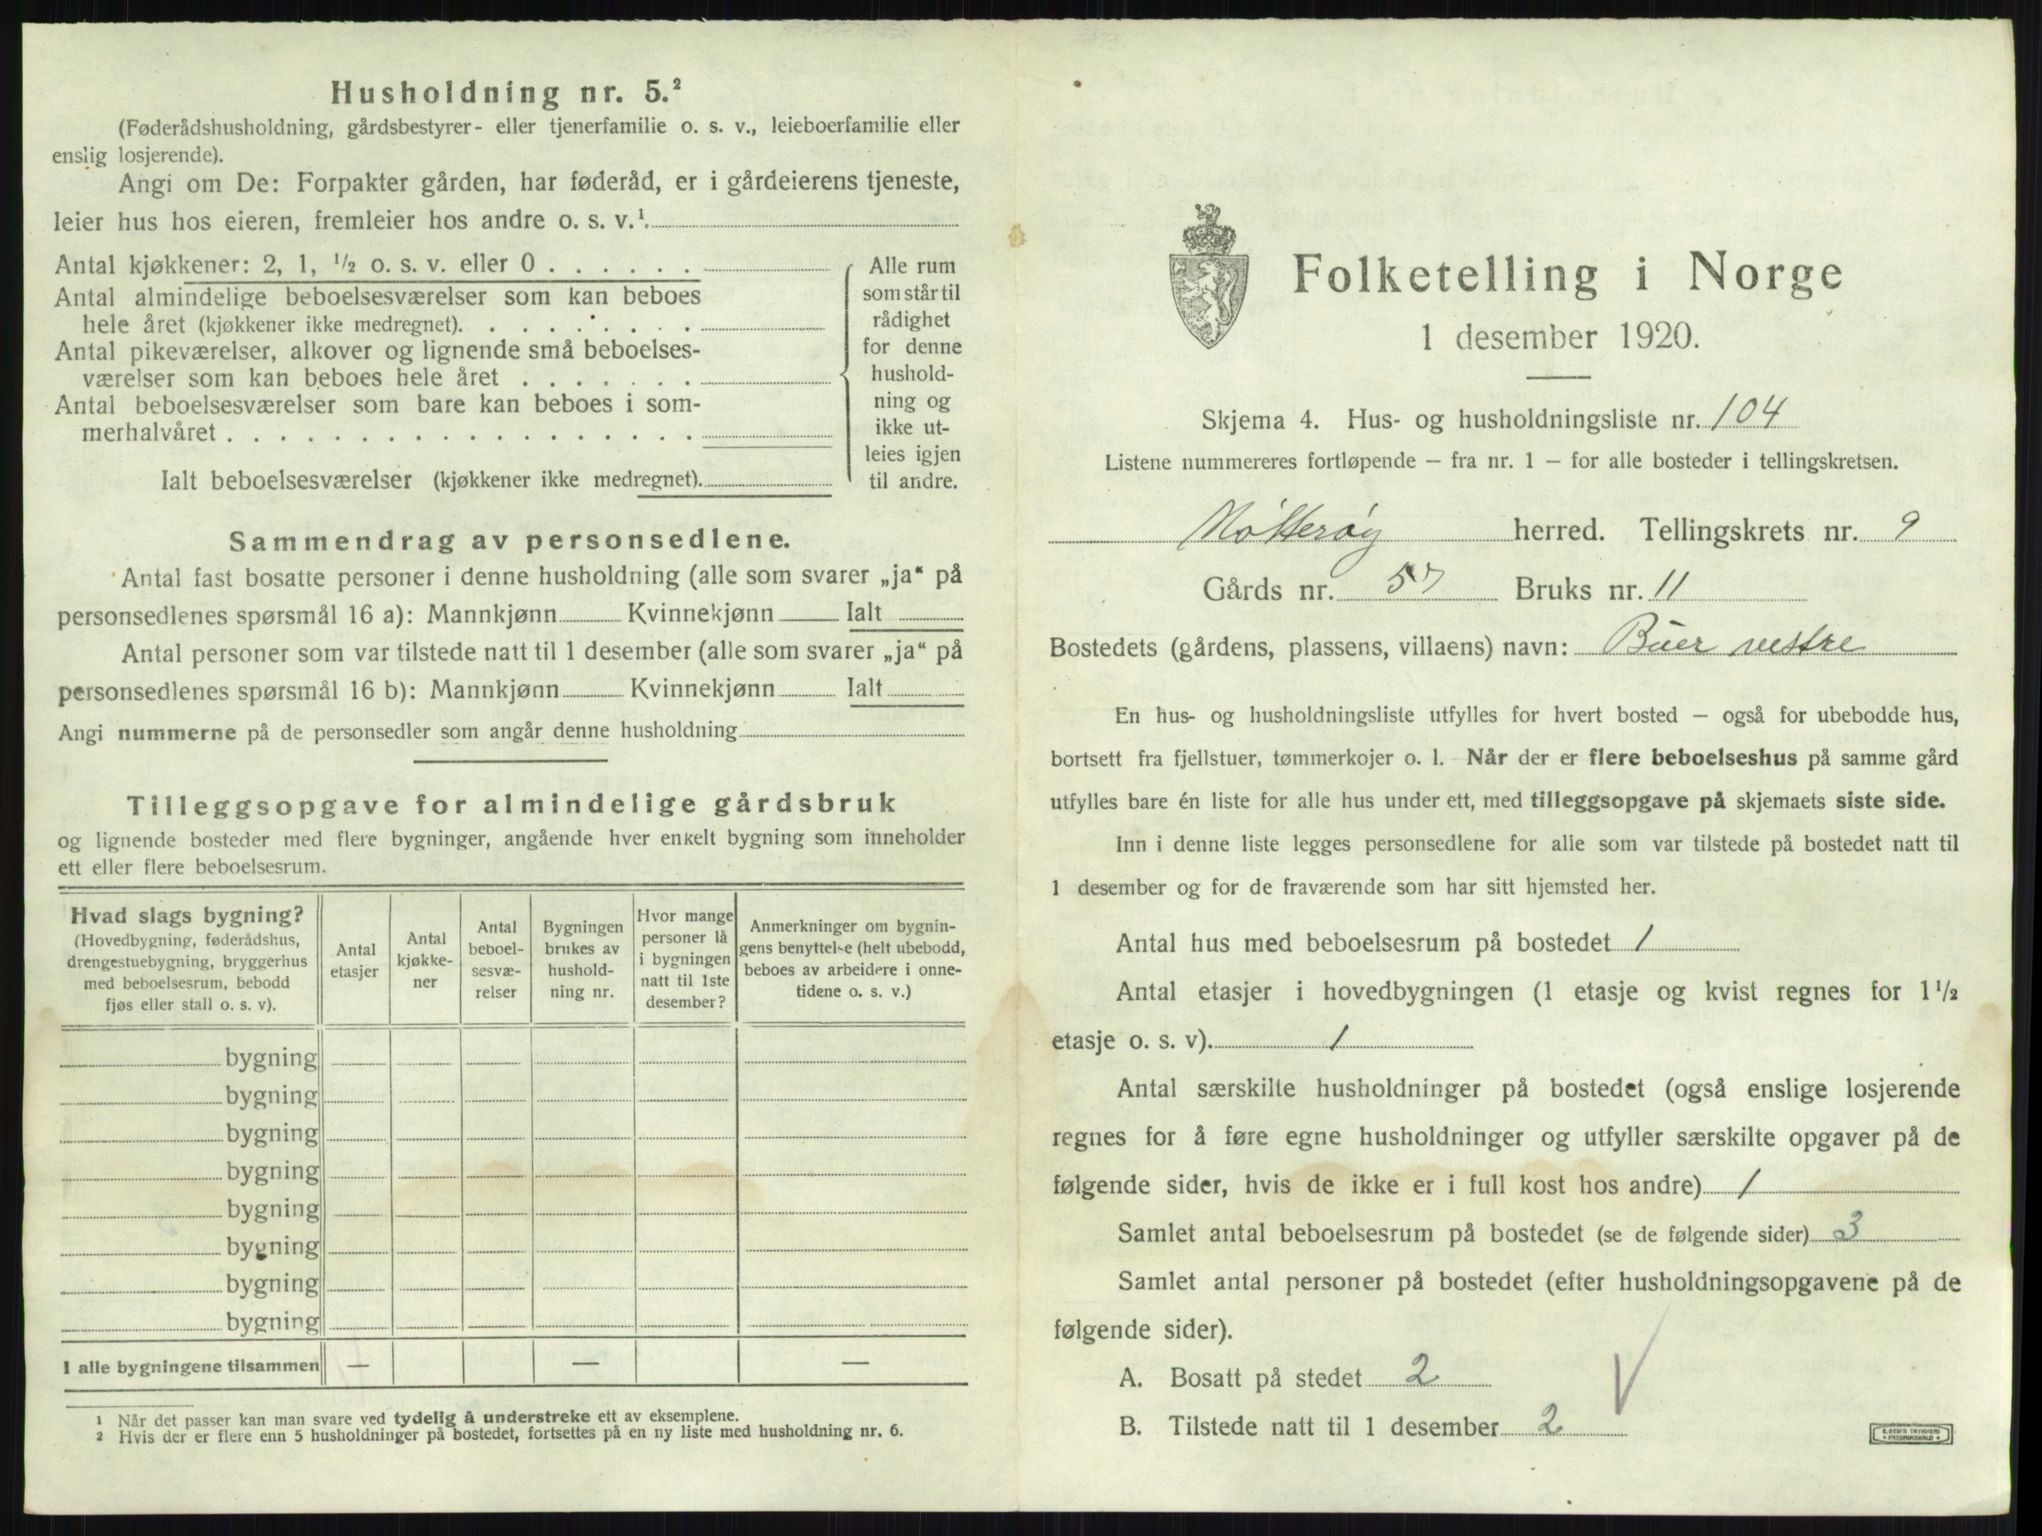 Husholdning nr. 5.²
(Føderådshusholdning, gårdsbestyrer- eller tjenerfamilie o. s. v., leieboerfamilie eller
enslig losjerende).
Angi om De: Forpakter gården, har føderåd, er i gårdeierens tjeneste,
leier hus hos eieren, fremleier hos andre o. s. v.¹
Antal kjøkkener: 2, 1, ½ o. s. v. eller 0 . . . . . .
Antal almindelige beboelsesværelser som kan beboes
hele året (kjøkkener ikke medregnet). . . . . . . . .
Antal pikeværelser, alkover og lignende små beboelses-
værelser som kan beboes hele året . . . . . . .
Antal beboelsesværelser som bare kan beboes i som-
merhalvåret . . . . . . . . . . . . . . . . . .
Ialt beboelsesværelser (kjøkkener ikke medregnet).
Alle rum
som står til
rådighet
for denne
hushold-
ning og
ikke ut-
leies igjen
til andre.
Sammendrag av personsedlene.
Antal fast bosatte personer i denne husholdning (alle som svarer „ja“ på
personsedlenes spørsmål 16 a): Mannkjønn Kvinnekjønn Ialt
Antal personer som var tilstede natt til 1 desember (alle som svarer „ja“ på
personsedlenes spørsmål 16 b): Mannkjønn Kvinnekjønn Ialt
Angi nummerne på de personsedler som angår denne husholdning
Tilleggsopgave for almindelige gårdsbruk
og lignende bosteder med flere bygninger, angående hver enkelt bygning som inneholder
ett eller flere beboelsesrum.
Hvad slags bygning?
(Hovedbygning, føderådshus,
drengestuebygning, bryggerhus
med beboelsesrum, bebodd
fjøs eller stall o. s. v).
Antal
etasjer
Antal
kjøkke-
ner
Antal
beboel-
sesvæ-
relser
Bygningen
brukes av
hushold-
ning nr.
Hvor mange
personer lå
i bygningen
natt til 1ste
desember?
Anmerkninger om bygnin-
gens benyttelse (helt ubebodd,
beboes av arbeidere i onne-
tidene o. s. v.)
bygning
bygning
bygning
bygning
bygning
bygning
bygning
bygning
I alle bygningene tilsammen — — —
¹ Når det passer kan man svare ved tydelig å understreke ett av eksemplene.
² Hvis der er flere enn 5 husholdninger på bostedet, fortsettes på en ny liste med husholdning nr. 6.
Folketelling i Norge
1 desember 1920.
Skjema 4. Hus- og husholdningsliste nr. 104
Listene nummereres fortløpende — fra nr. 1 — for alle bosteder i tellingskretsen.
Nøtterøy herred. Tellingskrets nr. 9
Gårds nr. 57 Bruks nr. 11
Bostedets (gårdens, plassens, villaens) navn: Buer vestre
En hus- og husholdningsliste utfylles for hvert bosted — også for ubebodde hus,
bortsett fra fjellstuer, tømmerkojer o. l. Når der er flere beboelseshus på samme gård
utfylles bare én liste for alle hus under ett, med tilleggsopgave på skjemaets siste side.
Inn i denne liste legges personsedlene for alle som var tilstede på bostedet natt til
1 desember og for de fraværende som har sitt hjemsted her.
Antal hus med beboelsesrum på bostedet 1
Antal etasjer i hovedbygningen (1 etasje og kvist regnes for 1½
etasje o. s. v). 1
Antal særskilte husholdninger på bostedet (også enslige losjerende
regnes for å føre egne husholdninger og utfyller særskilte opgaver på de
følgende sider, hvis de ikke er i full kost hos andre) 1
Samlet antal beboelsesrum på bostedet (se de følgende sider) 3
Samlet antal personer på bostedet (efter husholdningsopgavene på de
følgende sider).
A. Bosatt på stedet 2
B. Tilstede natt til 1 desember 2